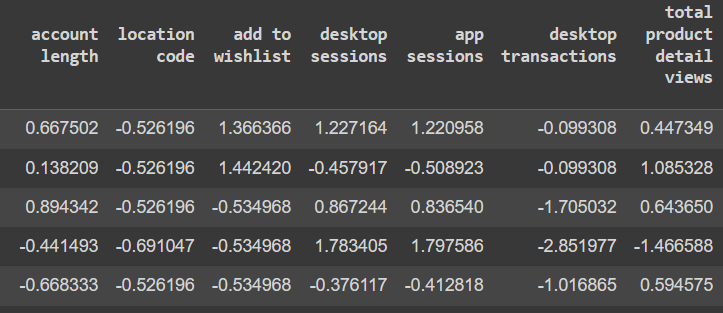 total
account location add to desktop app desktop product
length code wishlist sessions sessions transactions detail
views
0.667502 -0.526196 1.366366 1.227164 1.220958 -0.099308 0.447349
0.138209 -0.526196 1.442420 -0.457917 -0.508923 -0.099308 1.085328
0.894342 -0.526196 -0.534968 0.867244 0.836540 -1.705032 0.643650
-0.441493 -0.691047 -0.534968 1.783405 1.797586 -2.851977 -1.466588
-0.668333 -0.526196 -0.534968 -0.376117 -0.412818 -1.016865 0.594575